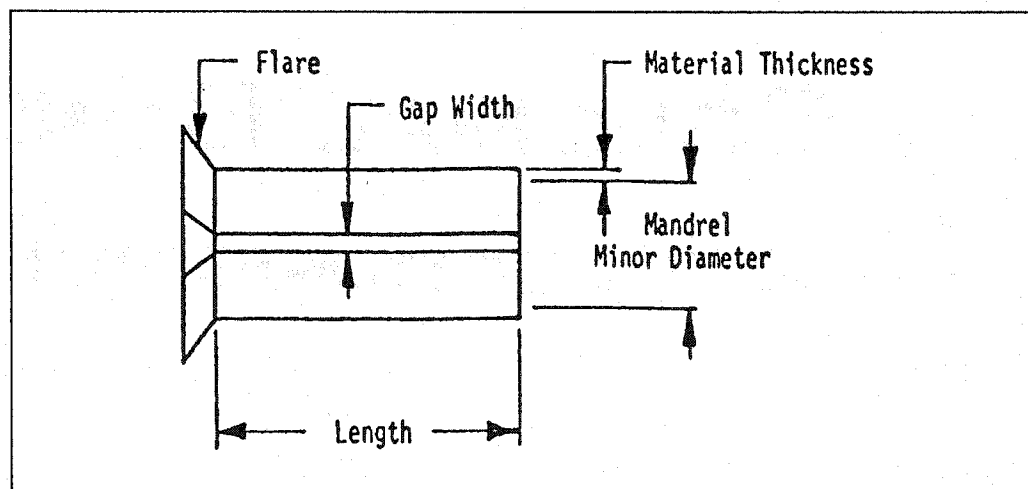 Flare
Material Thickness
Gap Width
Mandrel
Minor Diameter
Length